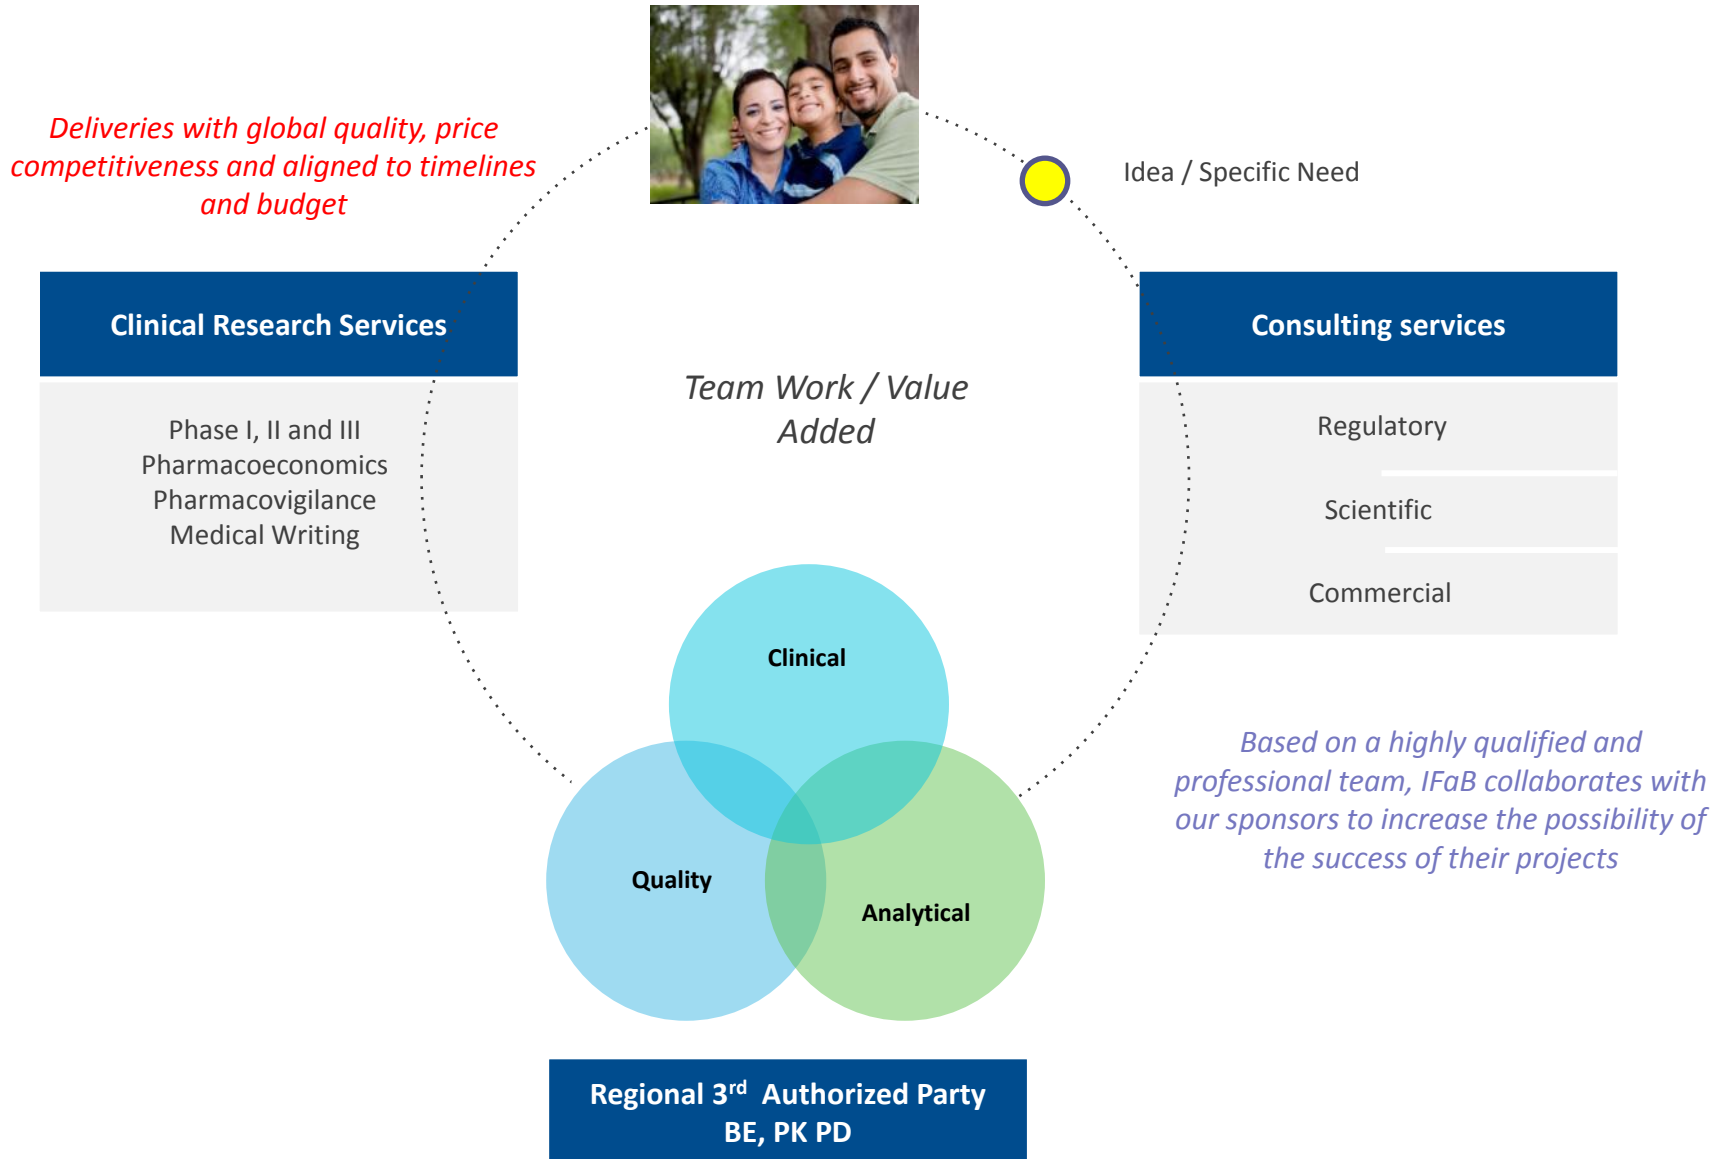 Deliveries with global quality, price
competitiveness and aligned to timelines
and budget
Idea / Specific Need
Clinical Research Services
Phase I, II and III
Pharmacoeconomics
Pharmacovigilance
Medical Writing
Team Work / Value
Added
Consulting services
Regulatory
Scientific
Commercial
Clinical
Quality
Analytical
Based on a highly qualified and
professional team, IFaB collaborates with
our sponsors to increase the possibility of
the success of their projects
Regional 3rd Authorized Party
BE, PK PD